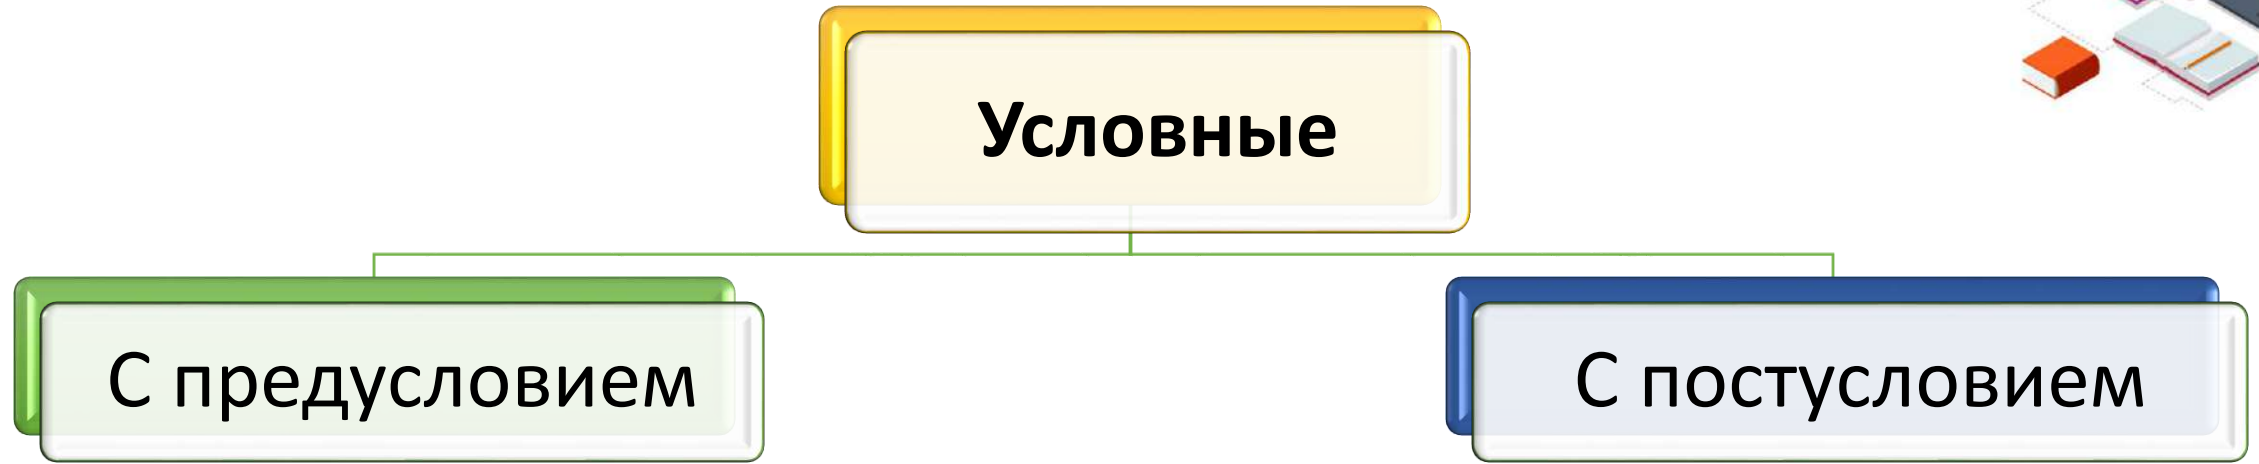 Условные
С предусловием
С постусловием